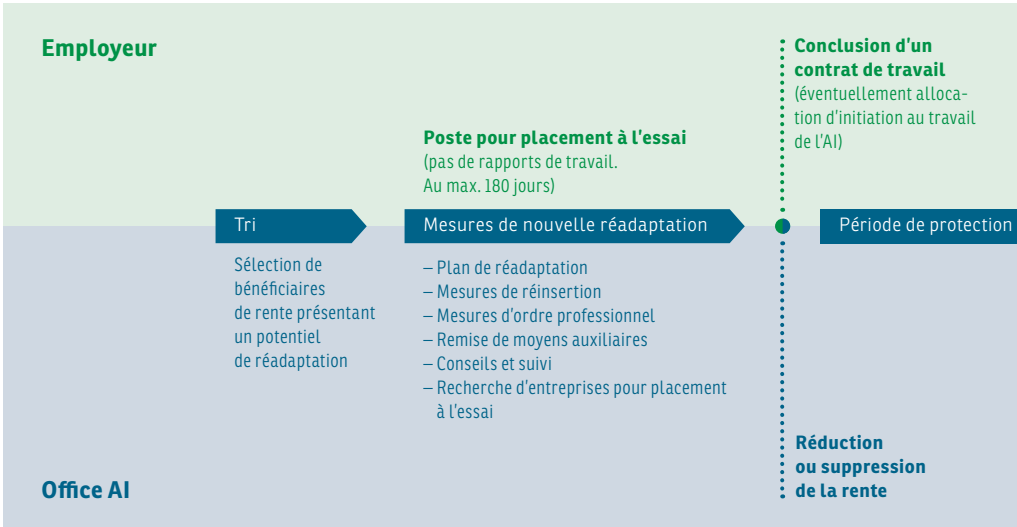 Employeur
Conclusion d'un
contrat de travail
(éventuellement alloca-
tion d'initiation au travail
de l'AI)
Poste pour placement à l'essai
(pas de rapports de travail.
Au max. 180 jours)
Tri
Mesures de nouvelle réadaptation
Période de protection
Sélection de
bénéficiaires
de rente présentant
un potentiel
de réadaptation
– Plan de réadaptation
– Mesures de réinsertion
– Mesures d'ordre professionnel
– Remise de moyens auxiliaires
– Conseils et suivi
– Recherche d'entreprises pour placement
à l'essai
Réduction
ou suppression
de la rente
Office AI